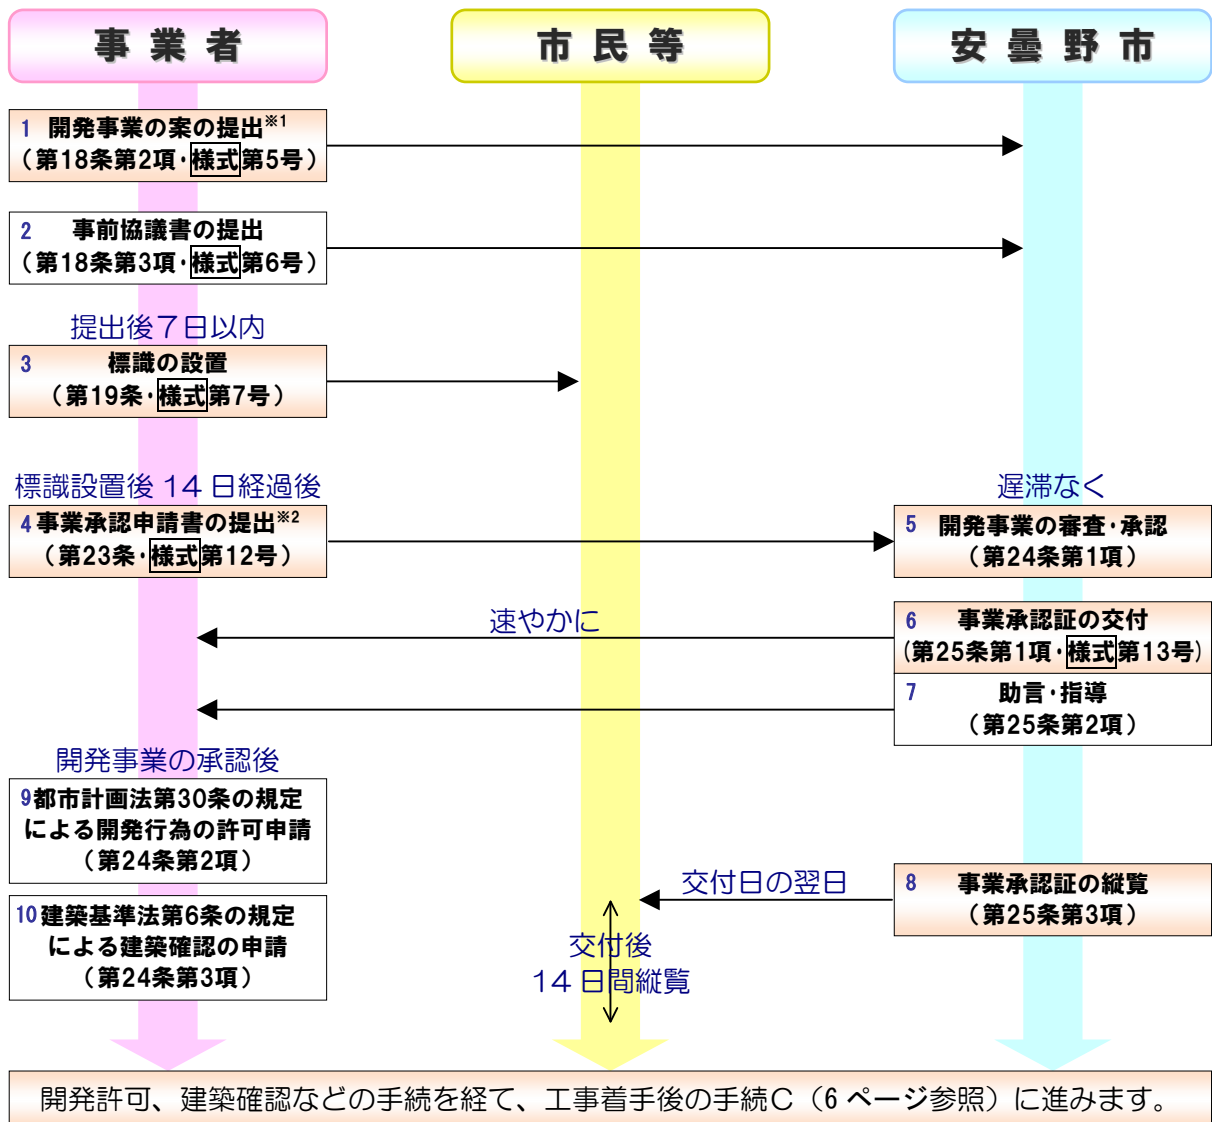 事業者
市民等
安曇野市
1 開発事業の案の提出※1
(第18条第2項・様式第5号)
2 事前協議書の提出
(第18条第3項・様式第6号)
提出後7日以内
3 標識の設置
(第19条・様式第7号)
標識設置後14日経過後
4 事業承認申請書の提出※2
(第23条・様式第12号)
遅滞なく
5 開発事業の審査・承認
(第24条第1項)
速やかに
6 事業承認証の交付
(第25条第1項・様式第13号)
7 助言・指導
(第25条第2項)
開発事業の承認後
9都市計画法第30条の規定
による開発行為の許可申請
(第24条第2項)
交付日の翌日
8 事業承認証の縦覧
(第25条第3項)
10建築基準法第6条の規定
による建築確認の申請
(第24条第3項)
交付後
14日間縦覧
開発許可、建築確認などの手続を経て、工事着手後の手続C(6ページ参照)に進みます。